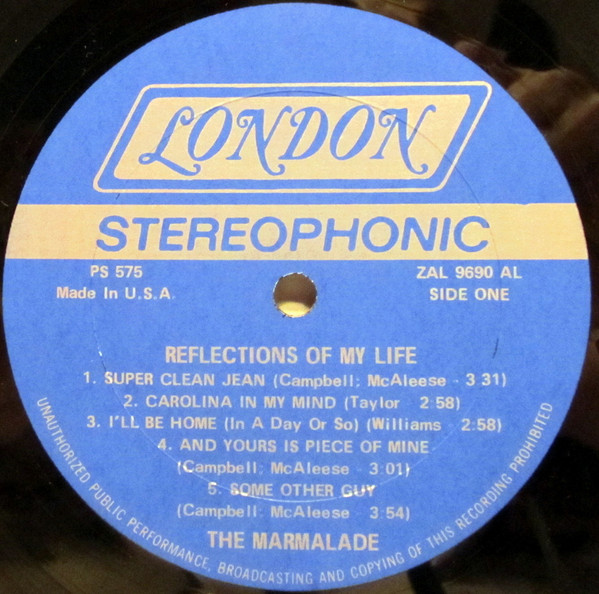 LONDON
STEREOPHONIC
PS 575
Made In U.S.A.
ZAL 9690 AL
SIDE ONE
REFLECTIONS OF MY LIFE
1. SUPER CLEAN JEAN (Campbell; McAleese - 3 31)
2. CAROLINA IN MY MIND (Taylor - 2:58)
3. I'LL BE HOME (In A Day Or So) (Williams - 2:58)
4. AND YOURS IS PIECE OF MINE
(Campbell; McAleese - 3:01)
5. SOME OTHER GUY
(Campbell; McAleese - 3:54)
THE MARMALADE
UNAUTHORIZED PUBLIC PERFORMANCE, BROADCASTING AND COPYING OF THIS RECORDING PROHIBITED